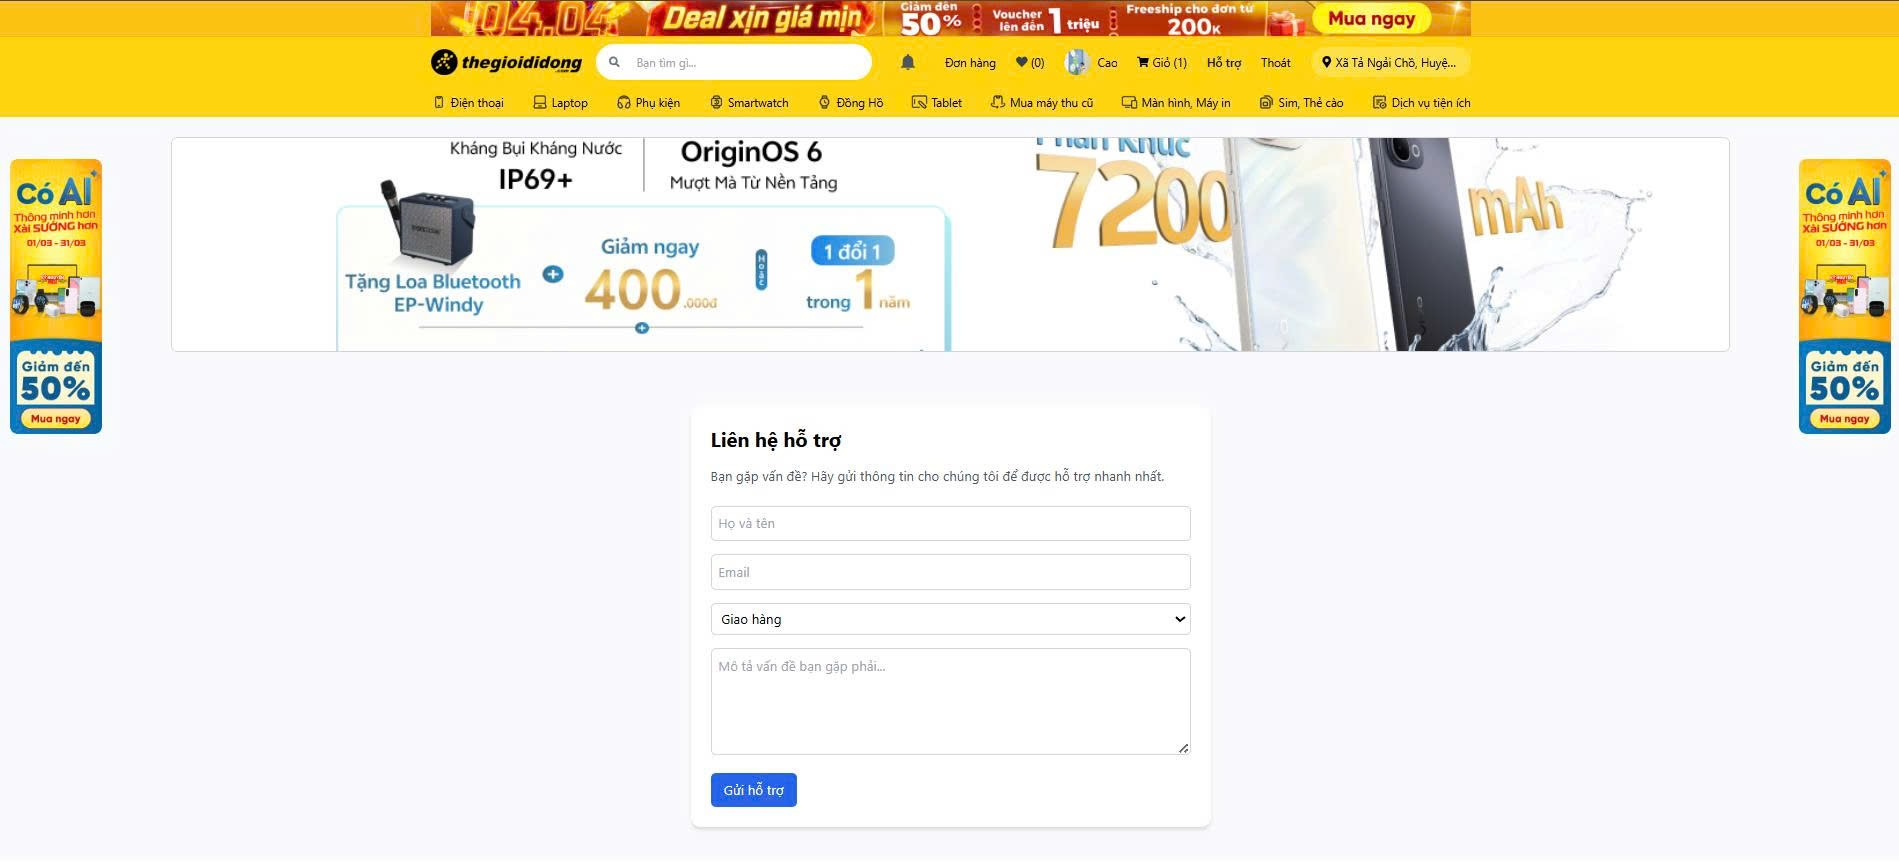 04.04 Deal xịn giá mịn Giảm đến 50% Voucher lên đến 1 triệu Freeship cho đơn từ 200K Mua ngay
thegioididong.com Bạn tìm gì... Đơn hàng (0) Cao Giỏ (1) Hỗ trợ Thoát Xã Tả Ngải Chồ, Huyệ...
Điện thoại Laptop Phụ kiện Smartwatch Đồng Hồ Tablet Mua máy thu cũ Màn hình, Máy in Sim, Thẻ cào Dịch vụ tiện ích
Có AI
Thông minh hơn
Xài SƯỚNG hơn
01/03 - 31/03
Giảm đến
50%
Mua ngay
Kháng Bụi Kháng Nước
IP69+
OriginOS 6
Mượt Mà Từ Nền Tảng
Tặng Loa Bluetooth
EP-Windy
Giảm ngay
400.000đ
Hoặc
1 đổi 1
trong 1 năm
Phân Khúc
7200 mAh
Có AI
Thông minh hơn
Xài SƯỚNG hơn
01/03 - 31/03
Giảm đến
50%
Mua ngay
Liên hệ hỗ trợ
Bạn gặp vấn đề? Hãy gửi thông tin cho chúng tôi để được hỗ trợ nhanh nhất.
Họ và tên
Email
Giao hàng
Mô tả vấn đề bạn gặp phải...
Gửi hỗ trợ